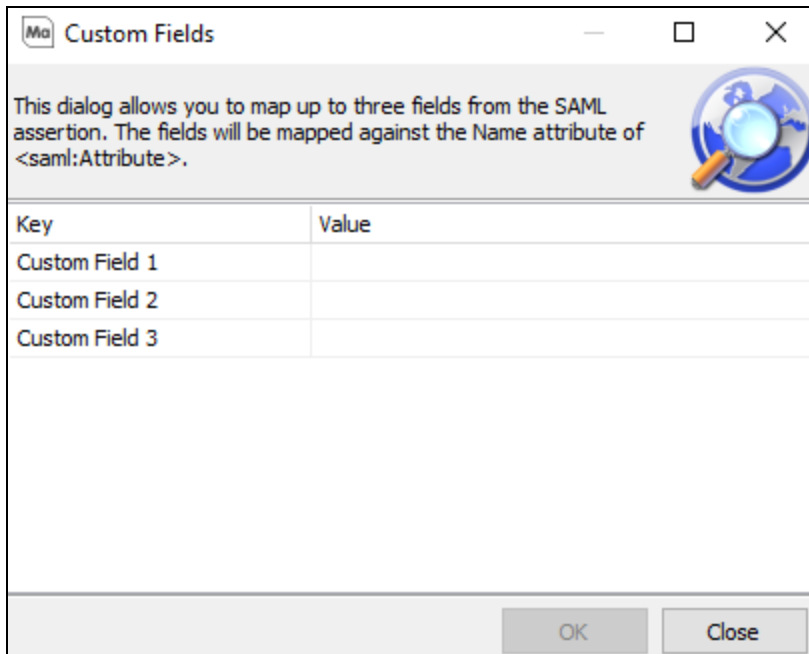 Ma Custom Fields
This dialog allows you to map up to three fields from the SAML
assertion. The fields will be mapped against the Name attribute of
<saml:Attribute>.
Key Value
Custom Field 1
Custom Field 2
Custom Field 3
OK Close